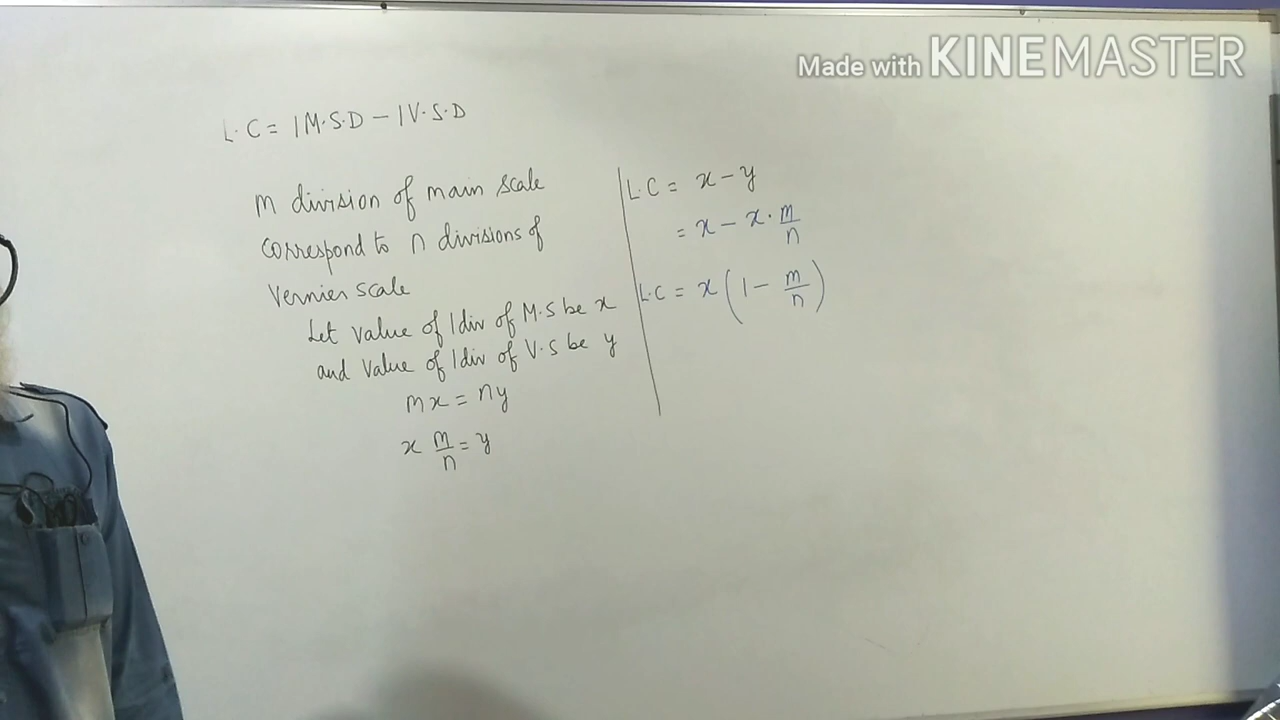 Made with KINEMASTER
L.C = 1M.S.D - 1V.S.D
m division of main scale
correspond to n divisions of
Vernier scale
Let value of 1div of M.S be x
and value of 1div of V.S be y
mx = ny
x m/n = y
L.C = x - y
= x - x . m/n
L.C = x (1 - m/n)